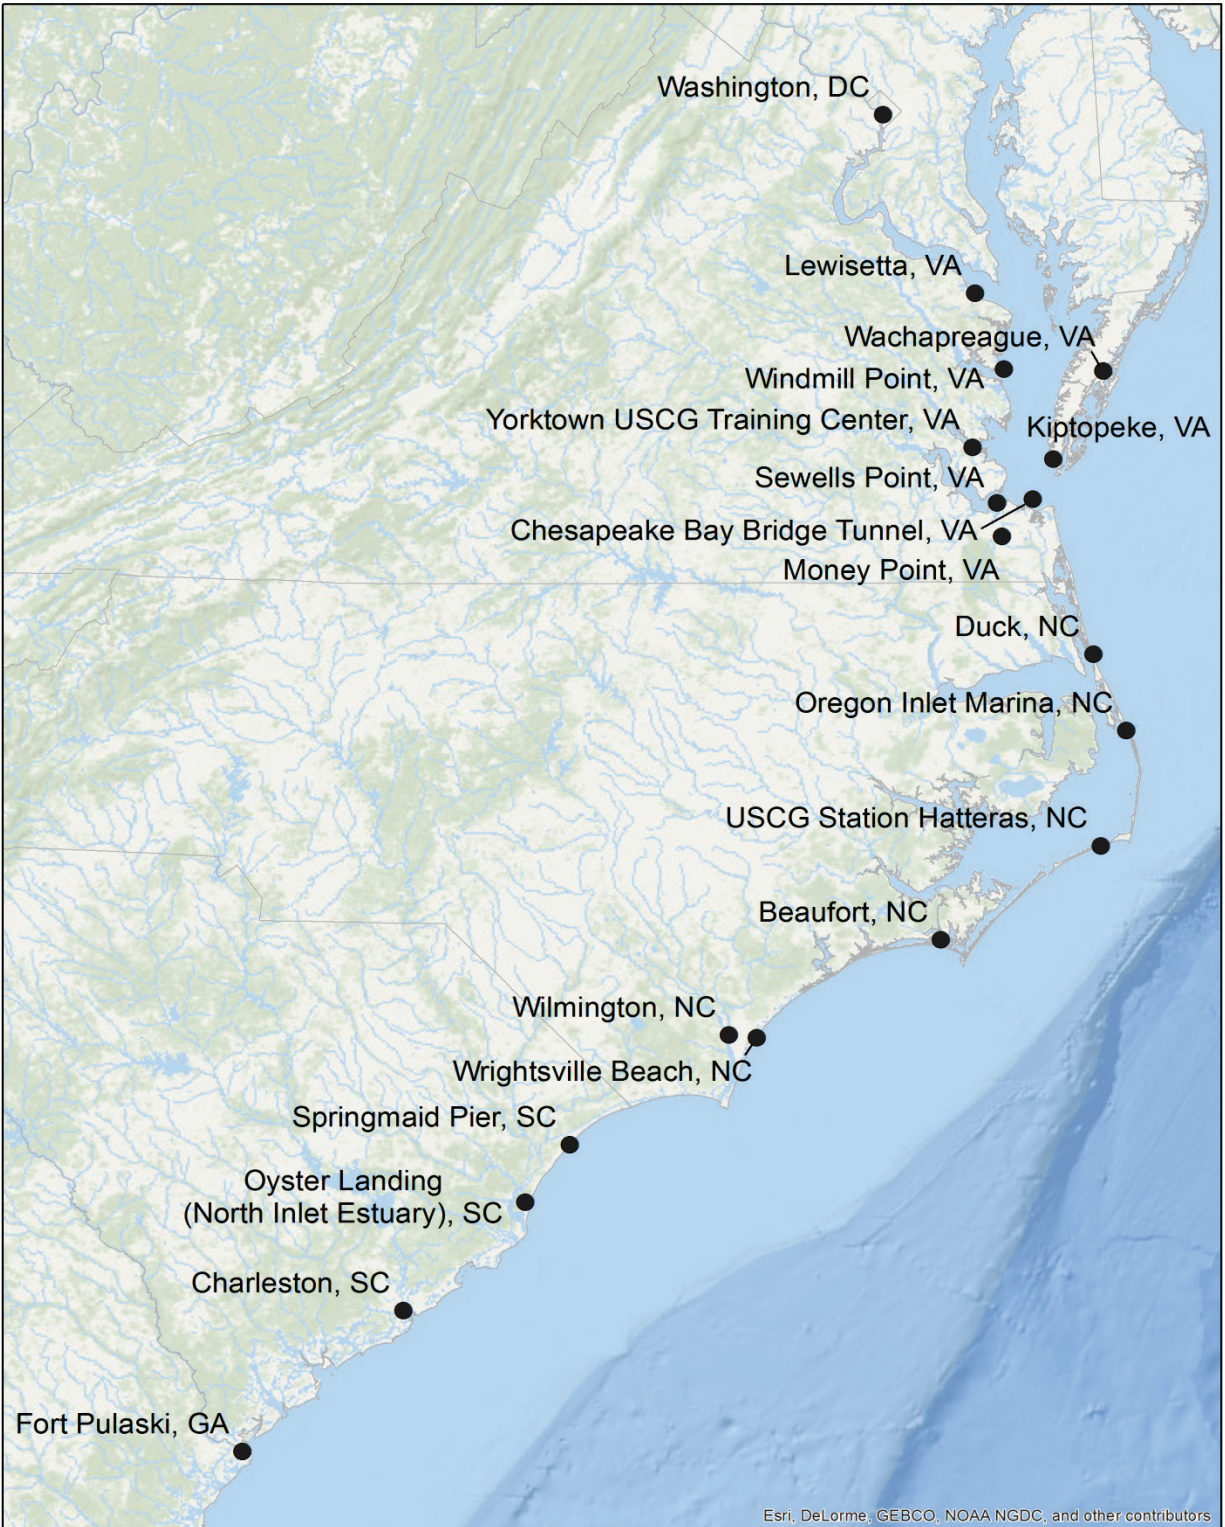 Washington, DC
Lewisetta, VA
Wachapreague, VA
Windmill Point, VA
Yorktown USCG Training Center, VA
Kiptopeke, VA
Sewells Point, VA
Chesapeake Bay Bridge Tunnel, VA
Money Point, VA
Duck, NC
Oregon Inlet Marina, NC
USCG Station Hatteras, NC
Beaufort, NC
Wilmington, NC
Wrightsville Beach, NC
Springmaid Pier, SC
Oyster Landing
(North Inlet Estuary), SC
Charleston, SC
Fort Pulaski, GA
Esri, DeLorme, GEBCO, NOAA NGDC, and other contributors